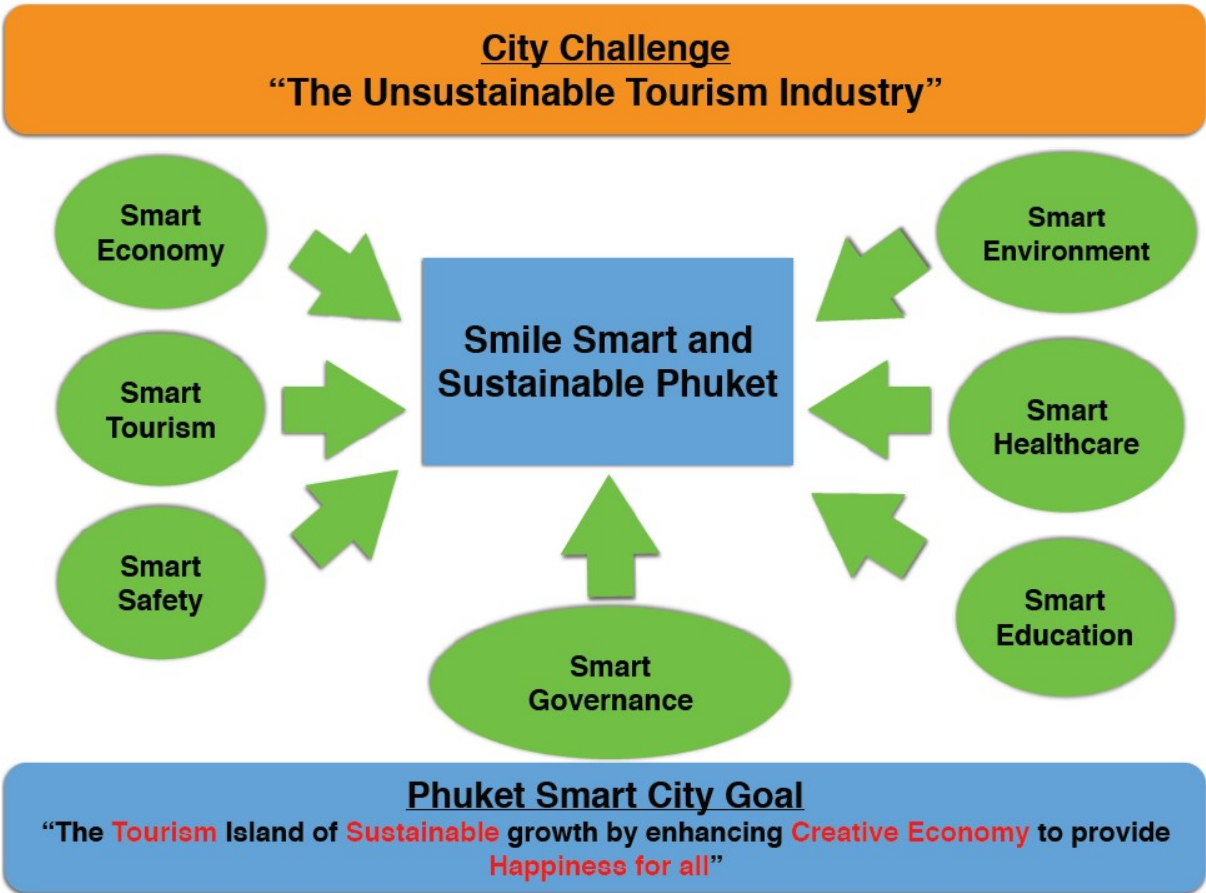 City Challenge
“The Unsustainable Tourism Industry”
Smart
Economy
Smart
Environment
Smile Smart and
Sustainable Phuket
Smart
Tourism
Smart
Healthcare
Smart
Safety
Smart
Education
Smart
Governance
Phuket Smart City Goal
“The Tourism Island of Sustainable growth by enhancing Creative Economy to provide
Happiness for all”